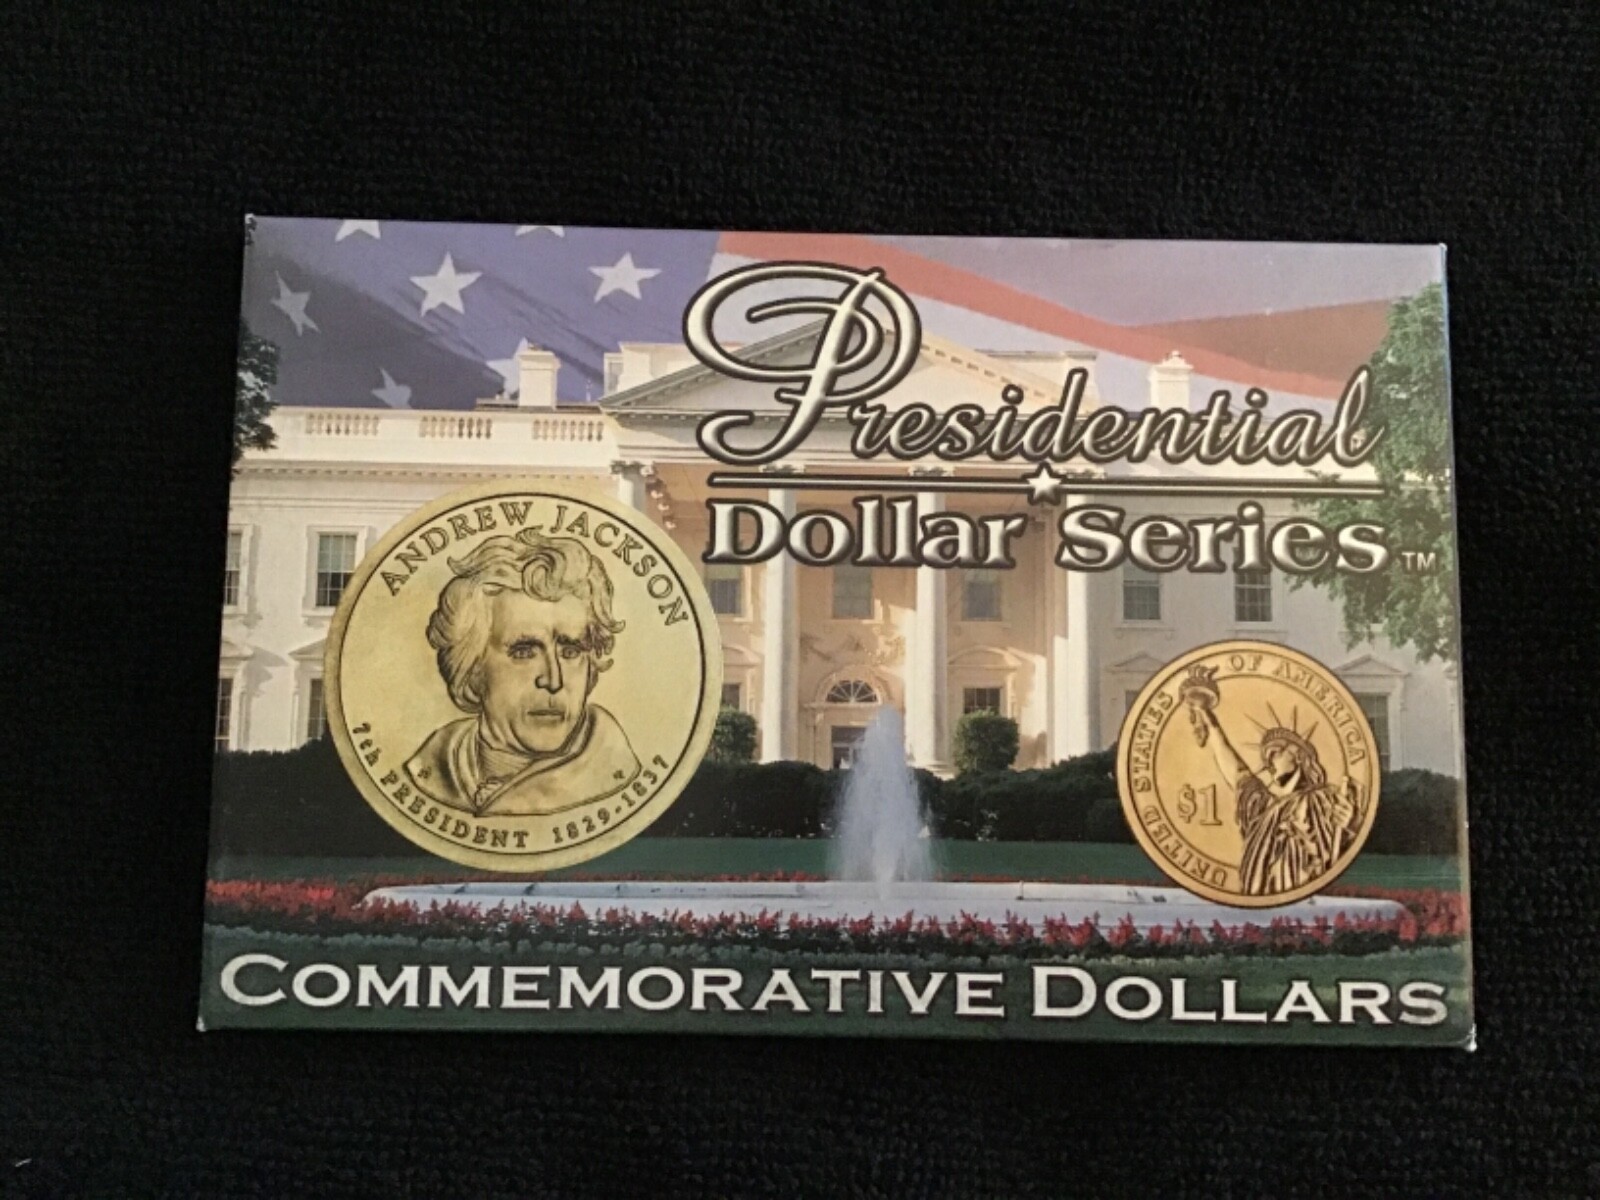 Presidential
Dollar Series™
ANDREW JACKSON
7th PRESIDENT 1829-1837
UNITED STATES OF AMERICA
$1
COMMEMORATIVE DOLLARS